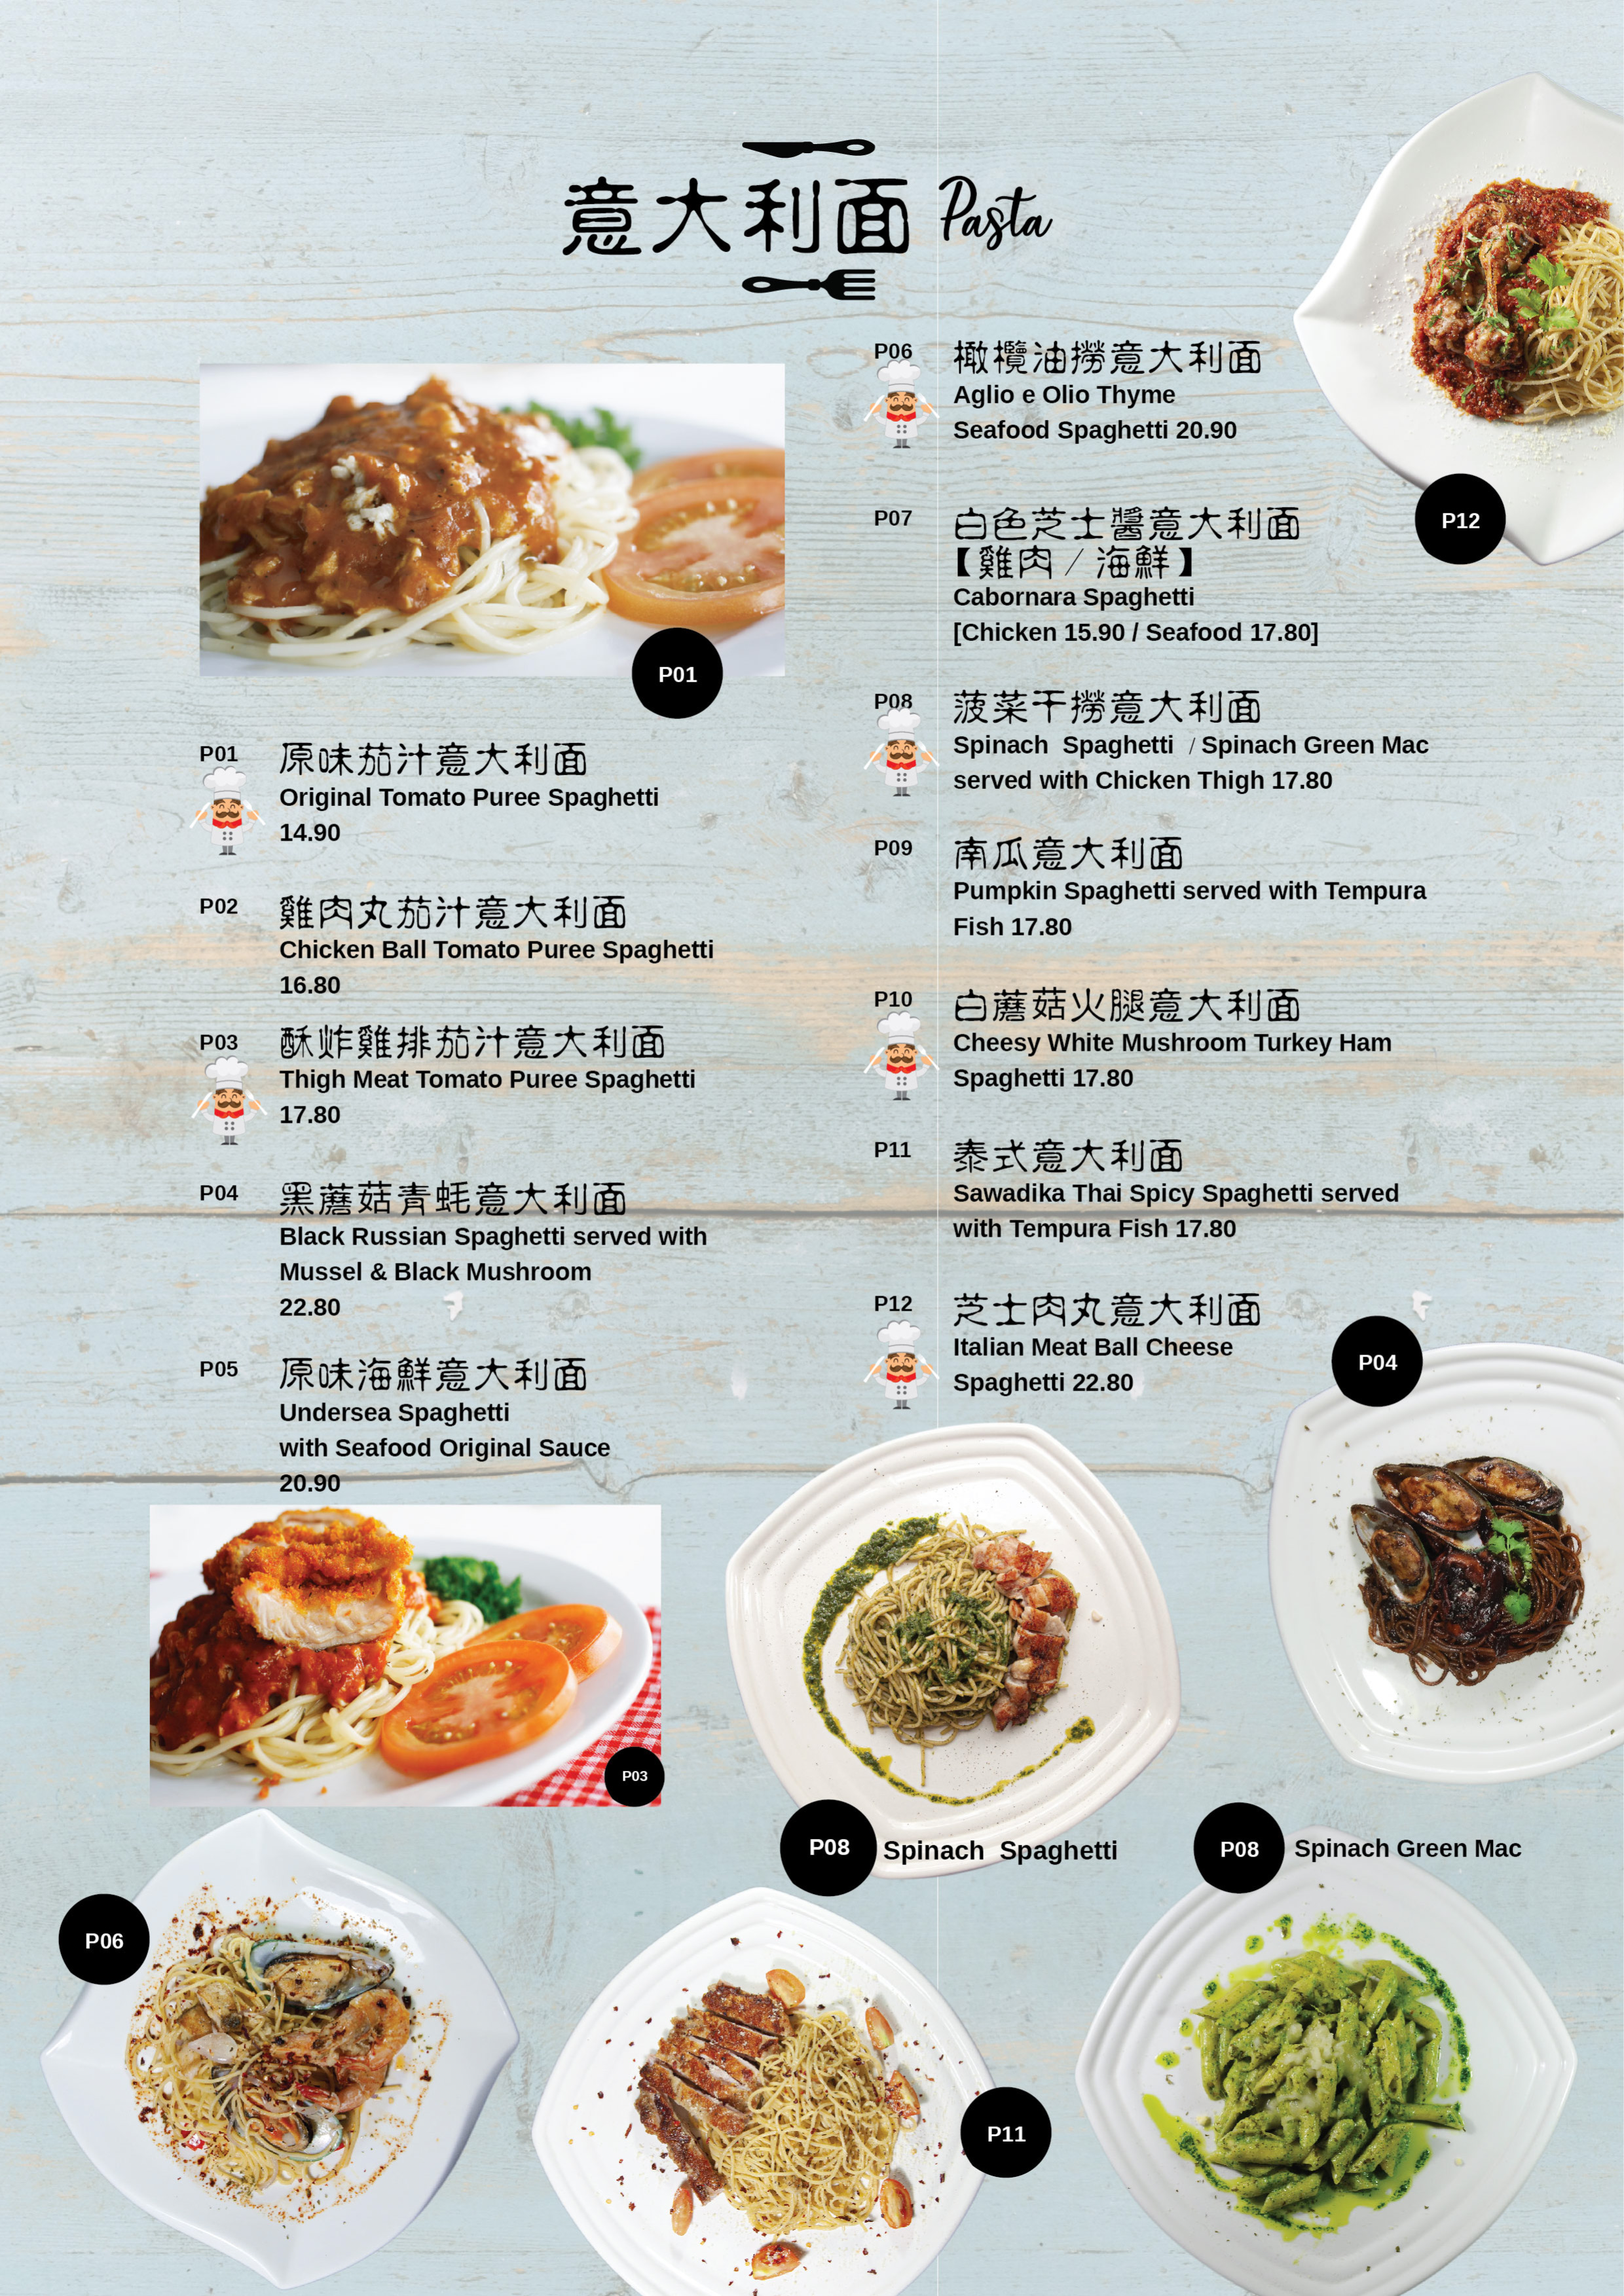 意大利面 Pasta
P01
P01 原味茄汁意大利面
Original Tomato Puree Spaghetti
14.90
P02 雞肉丸茄汁意大利面
Chicken Ball Tomato Puree Spaghetti
16.80
P03 酥炸雞排茄汁意大利面
Thigh Meat Tomato Puree Spaghetti
17.80
P04 黑蘑菇青蚝意大利面
Black Russian Spaghetti served with
Mussel & Black Mushroom
22.80
P05 原味海鮮意大利面
Undersea Spaghetti
with Seafood Original Sauce
20.90
P06 橄欖油撈意大利面
Aglio e Olio Thyme
Seafood Spaghetti 20.90
P12
P07 白色芝士醬意大利面
【雞肉 / 海鮮】
Cabornara Spaghetti
[Chicken 15.90 / Seafood 17.80]
P08 菠菜干撈意大利面
Spinach Spaghetti / Spinach Green Mac
served with Chicken Thigh 17.80
P09 南瓜意大利面
Pumpkin Spaghetti served with Tempura
Fish 17.80
P10 白蘑菇火腿意大利面
Cheesy White Mushroom Turkey Ham
Spaghetti 17.80
P11 泰式意大利面
Sawadika Thai Spicy Spaghetti served
with Tempura Fish 17.80
P12 芝士肉丸意大利面
Italian Meat Ball Cheese
Spaghetti 22.80
P04
P03
P08 Spinach Spaghetti
P08 Spinach Green Mac
P06
P11